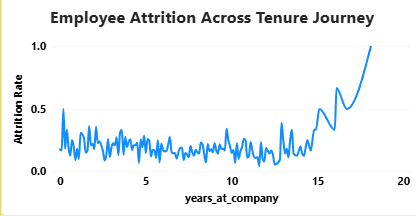 Employee Attrition Across Tenure Journey
1.0
0.5
0.0
Attrition Rate
0 5 10 15 20
years_at_company